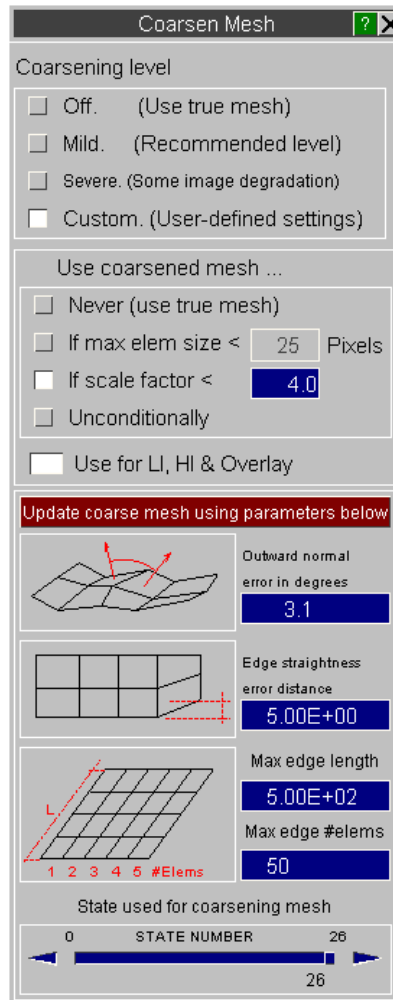 Coarsen Mesh ? X
Coarsening level
Off. (Use true mesh)
Mild. (Recommended level)
Severe. (Some image degradation)
Custom. (User-defined settings)
Use coarsened mesh ...
Never (use true mesh)
If max elem size < 25 Pixels
If scale factor < 4.0
Unconditionally
Use for LI, HI & Overlay
Update coarse mesh using parameters below
Outward normal
error in degrees
3.1
Edge straightness
error distance
5.00E+00
Max edge length
5.00E+02
Max edge #elems
50
L
1 2 3 4 5 #Elems
State used for coarsening mesh
0 STATE NUMBER 26
26